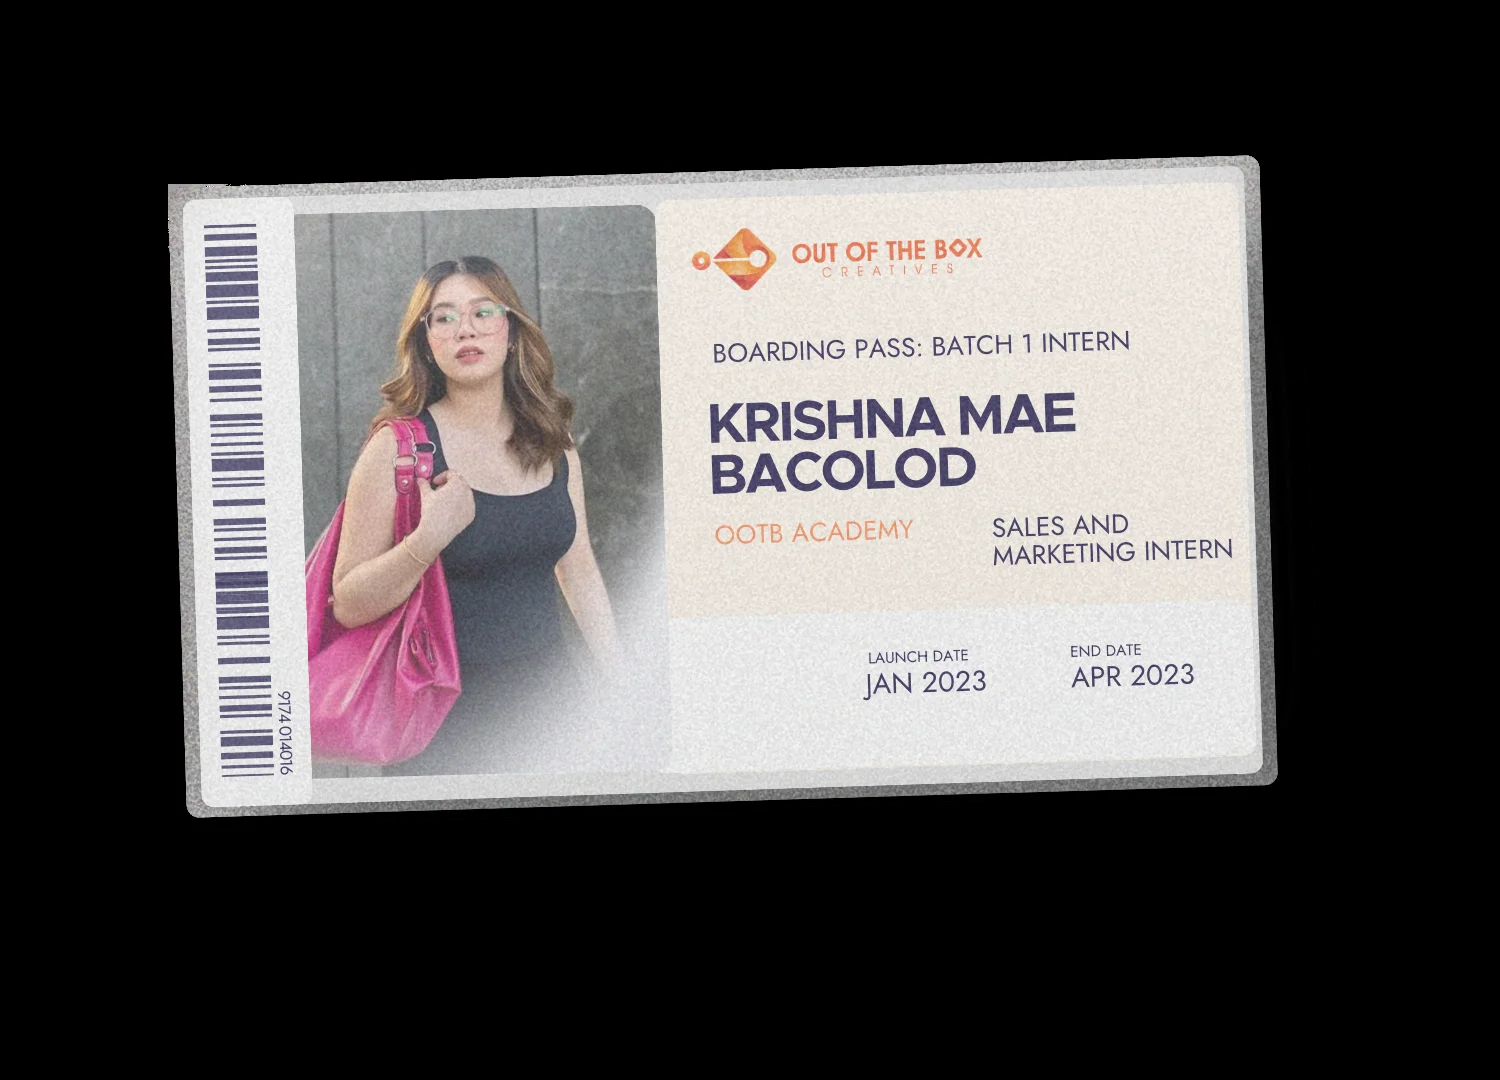 9174 014016
OUT OF THE BOX
CREATIVES
BOARDING PASS: BATCH 1 INTERN
KRISHNA MAE
BACOLOD
OOTB ACADEMY
SALES AND
MARKETING INTERN
LAUNCH DATE
JAN 2023
END DATE
APR 2023